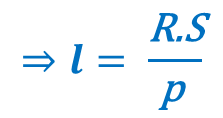 ⇒ l = R.S / p